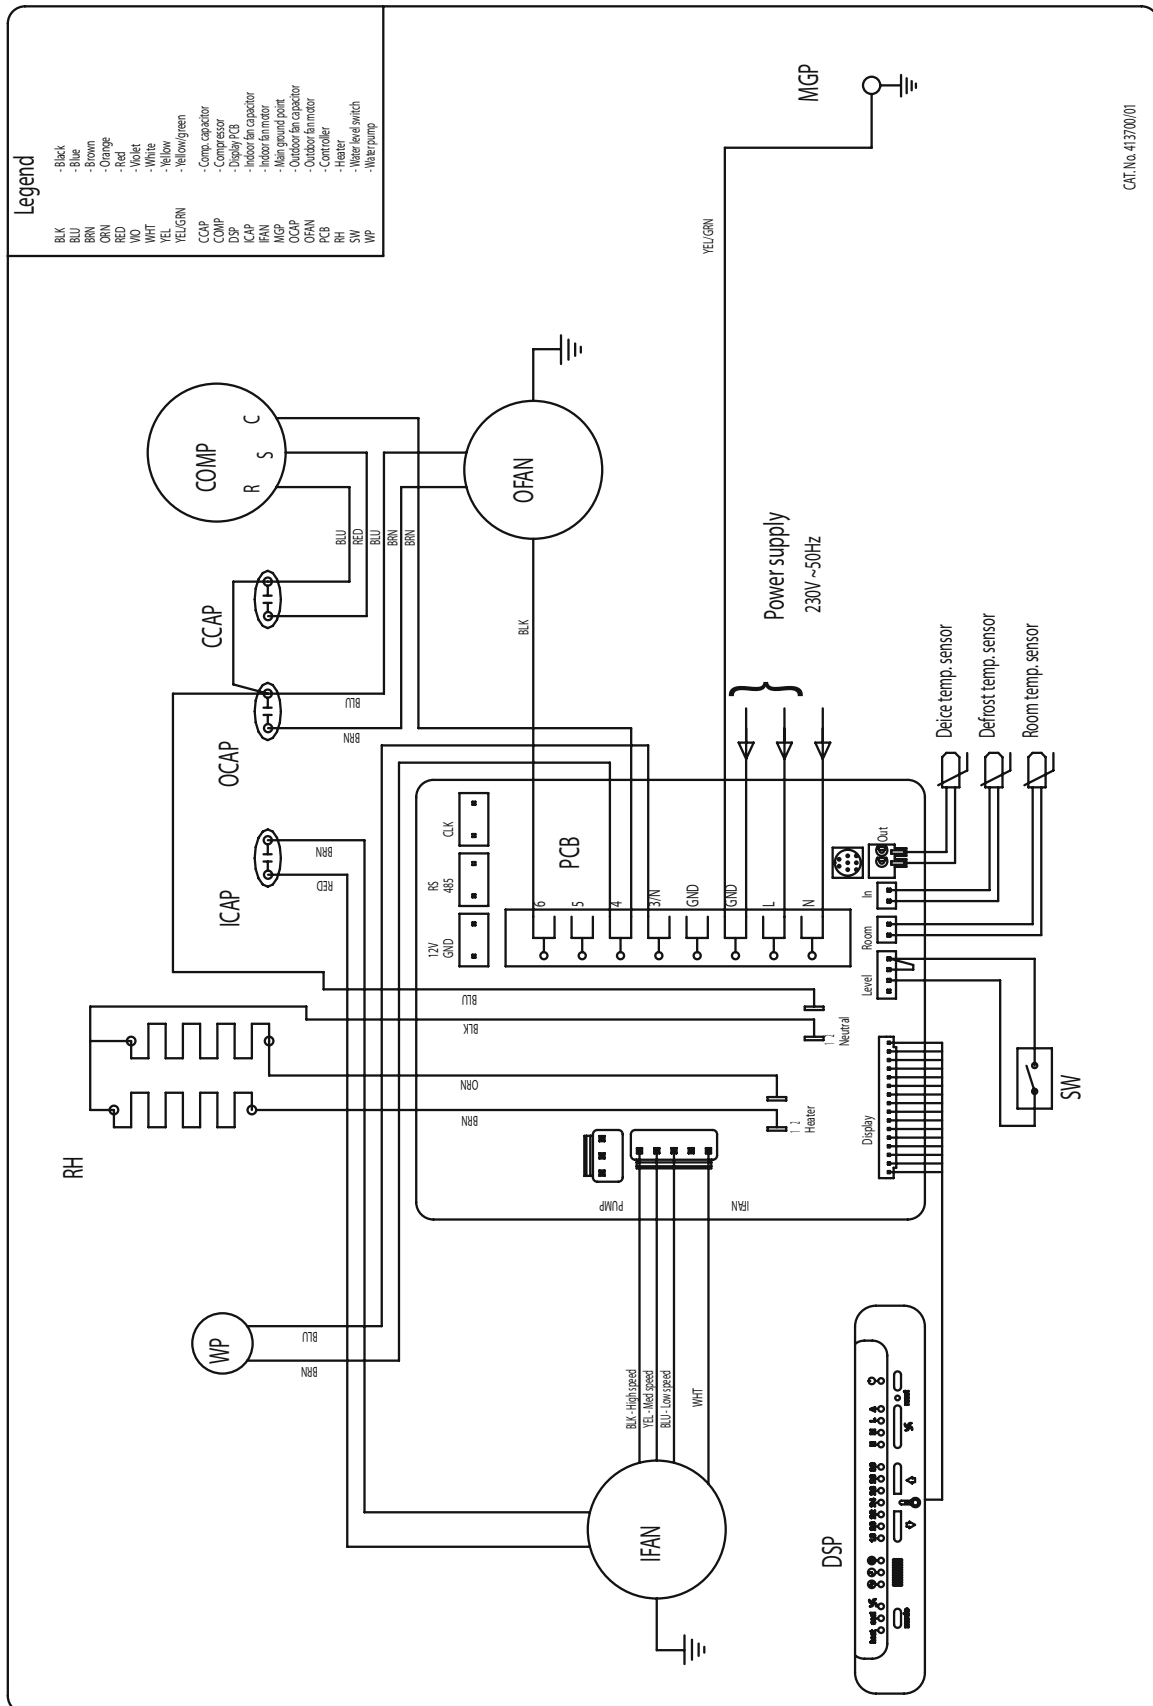 Legend
BLK - Black
BLU - Blue
BRN - Brown
ORN - Orange
RED - Red
VIO - Violet
WHT - White
YEL - Yellow
YEL/GRN - Yellow/green
CCAP - Comp. capacitor
COMP - Compressor
DSP - Display PCB
ICAP - Indoor fan capacitor
IFAN - Indoor fan motor
MGP - Main ground point
OCAP - Outdoor fan capacitor
OFAN - Outdoor fan motor
PCB - Controller
RH - Heater
SW - Water level switch
WP - Water pump
RH
WP
BLU
BRN
ICAP
RED
BRN
OCAP
BRN
BLU
CCAP
COMP
R
S
C
BLU
RED
BLU
BRN
BRN
OFAN
BLK
BLU
BLK
ORN
BRN
12V
GND
RS
485
CLK
PCB
6
5
4
3/N
GND
GND
L
N
PUMP
IFAN
1 2
Heater
1 2
Neutral
Display
Level
Room
In
Out
IFAN
BLK - High speed
YEL - Med speed
BLU - Low speed
WHT
Power supply
230V ~50Hz
YEL/GRN
MGP
Deice temp. sensor
Defrost temp. sensor
Room temp. sensor
SW
DSP
CAT. No. 413700/01